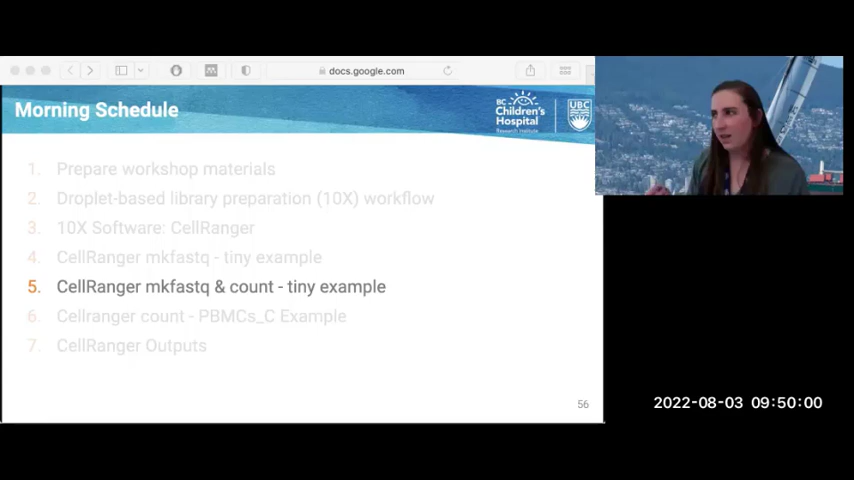 docs.google.com
Morning Schedule
BC
Children's
Hospital
Research Institute
UBC
1. Prepare workshop materials
2. Droplet-based library preparation (10X) workflow
3. 10X Software: CellRanger
4. CellRanger mkfastq - tiny example
5. CellRanger mkfastq & count - tiny example
6. Cellranger count - PBMCs_C Example
7. CellRanger Outputs
56
2022-08-03 09:50:00